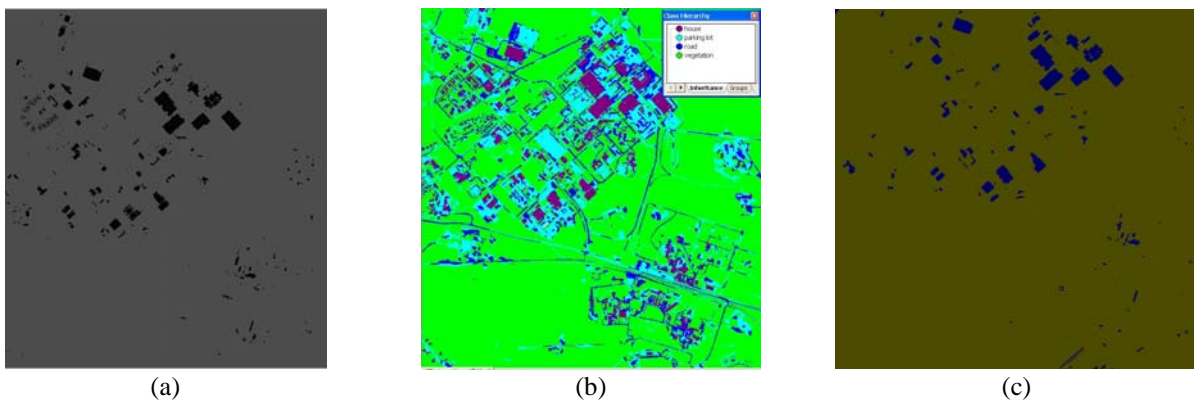 Class Hierarchy
house
parking lot
road
vegetation
Inheritance Groups
(a) (b) (c)